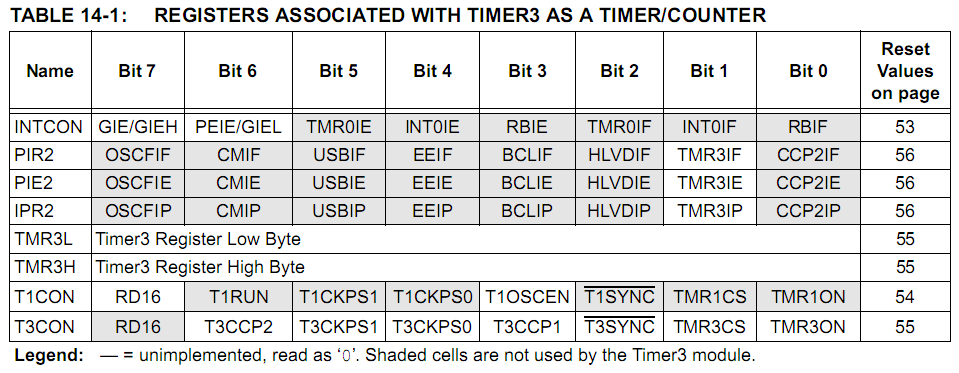 TABLE 14-1: REGISTERS ASSOCIATED WITH TIMER3 AS A TIMER/COUNTER
Name Bit 7 Bit 6 Bit 5 Bit 4 Bit 3 Bit 2 Bit 1 Bit 0 Reset Values on page
INTCON GIE/GIEH PEIE/GIEL TMR0IE INT0IE RBIE TMR0IF INT0IF RBIF 53
PIR2 OSCFIF CMIF USBIF EEIF BCLIF HLVDIF TMR3IF CCP2IF 56
PIE2 OSCFIE CMIE USBIE EEIE BCLIE HLVDIE TMR3IE CCP2IE 56
IPR2 OSCFIP CMIP USBIP EEIP BCLIP HLVDIP TMR3IP CCP2IP 56
TMR3L Timer3 Register Low Byte 55
TMR3H Timer3 Register High Byte 55
T1CON RD16 T1RUN T1CKPS1 T1CKPS0 T1OSCEN T1SYNC TMR1CS TMR1ON 54
T3CON RD16 T3CCP2 T3CKPS1 T3CKPS0 T3CCP1 T3SYNC TMR3CS TMR3ON 55
Legend: — = unimplemented, read as ‘0’. Shaded cells are not used by the Timer3 module.